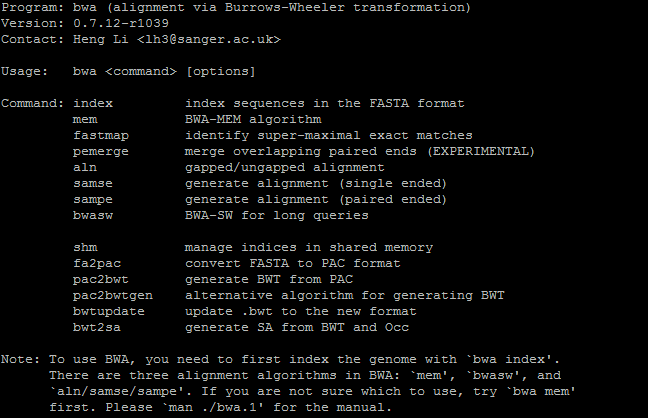 Program: bwa (alignment via Burrows-Wheeler transformation)
Version: 0.7.12-r1039
Contact: Heng Li <lh3@sanger.ac.uk>

Usage:   bwa <command> [options]

Command: index         index sequences in the FASTA format
         mem           BWA-MEM algorithm
         fastmap       identify super-maximal exact matches
         pemerge       merge overlapping paired ends (EXPERIMENTAL)
         aln           gapped/ungapped alignment
         samse         generate alignment (single ended)
         sampe         generate alignment (paired ended)
         bwasw         BWA-SW for long queries

         shm           manage indices in shared memory
         fa2pac        convert FASTA to PAC format
         pac2bwt       generate BWT from PAC
         pac2bwtgen    alternative algorithm for generating BWT
         bwtupdate     update .bwt to the new format
         bwt2sa        generate SA from BWT and Occ

Note: To use BWA, you need to first index the genome with `bwa index'.
      There are three alignment algorithms in BWA: `mem', `bwasw', and
      `aln/samse/sampe'. If you are not sure which to use, try `bwa mem'
      first. Please `man ./bwa.1' for the manual.